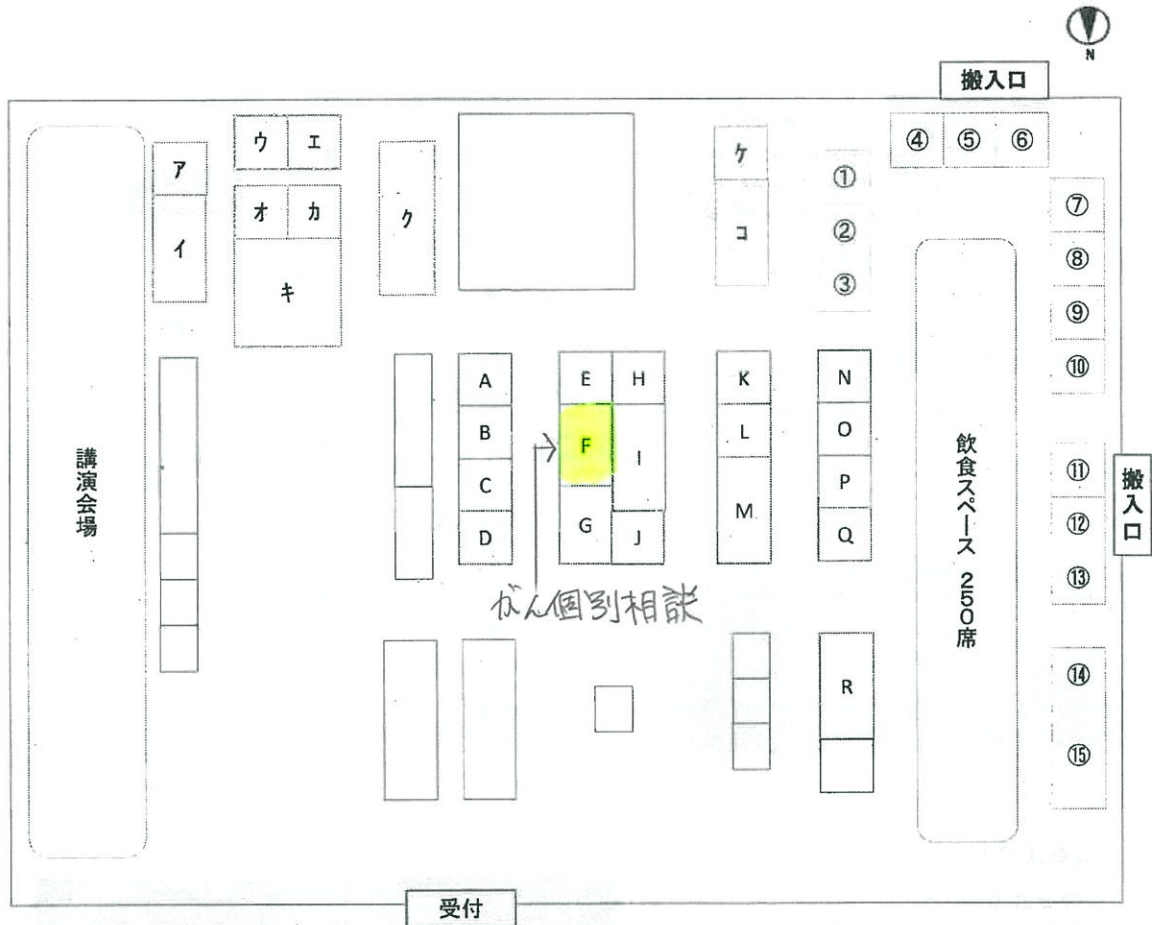 N
搬入口
ア
イ
ウ
エ
オ
カ
キ
ク
ケ
コ
①
②
③
④
⑤
⑥
⑦
⑧
⑨
⑩
講演会場
A
B
C
D
E
H
F
I
G
J
K
L
M
N
O
P
Q
飲食スペース 250席
⑪
⑫
⑬
搬入口
がん個別相談
R
⑭
⑮
受付